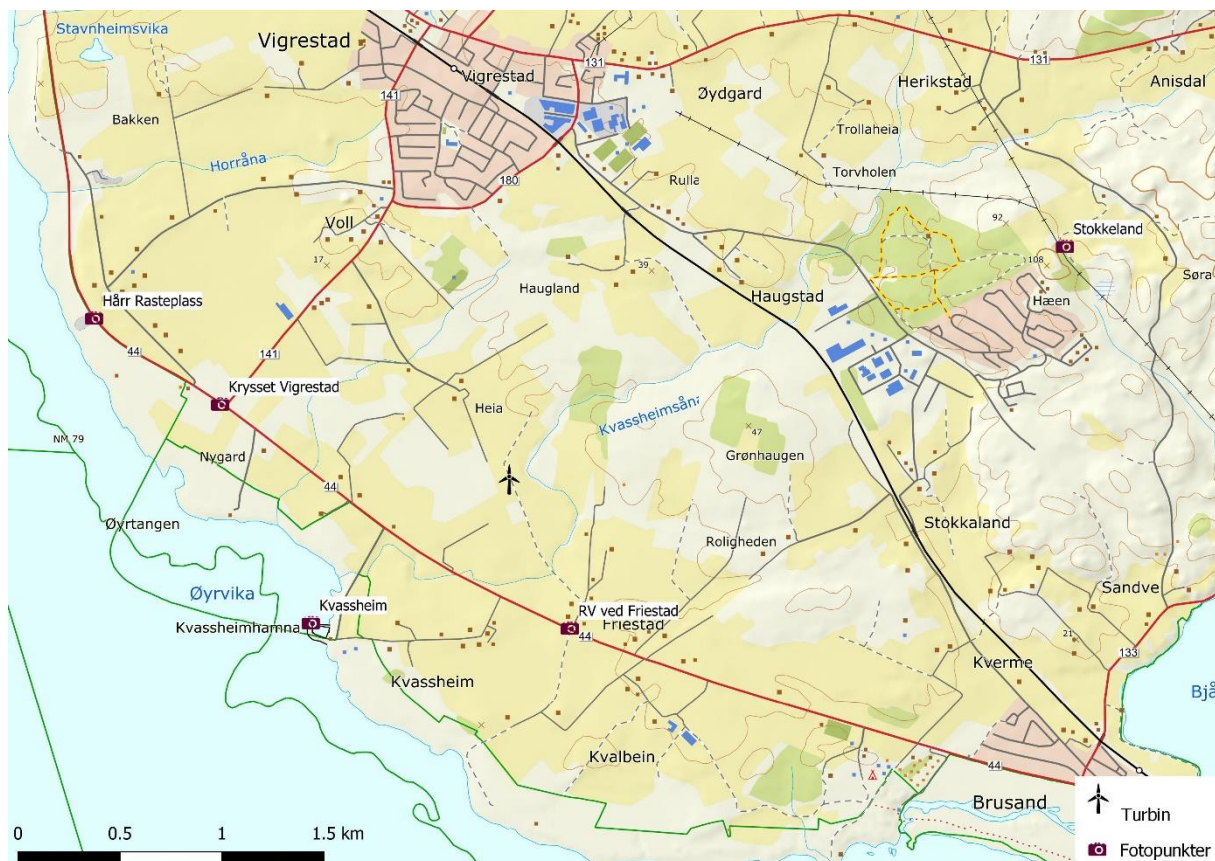 Stavnheimsvika
Vigrestad
Vigrestad
131
131
Herikstad
Anisdal
Øydgard
141
Bakken
Trollaheia
Horråna
Torvholen
180
Rulla
92
Voll
Stokkeland
17
39
108
Søra
Haugland
Haugstad
Hæen
Hårr Rasteplass
44
141
Krysset Vigrestad
Heia
Kvassheimsåna
NM 79
47
Nygard
Grønhaugen
44
Øyrtangen
Stokkaland
Roligheden
Øyrvika
Sandve
Kvassheim
RV ved Friestad
Kvassheimhamna
44
Friestad
21
133
Kverme
Kvassheim
Bjå
Kvalbein
44
Brusand
Turbin
Fotopunkter
0 0.5 1 1.5 km